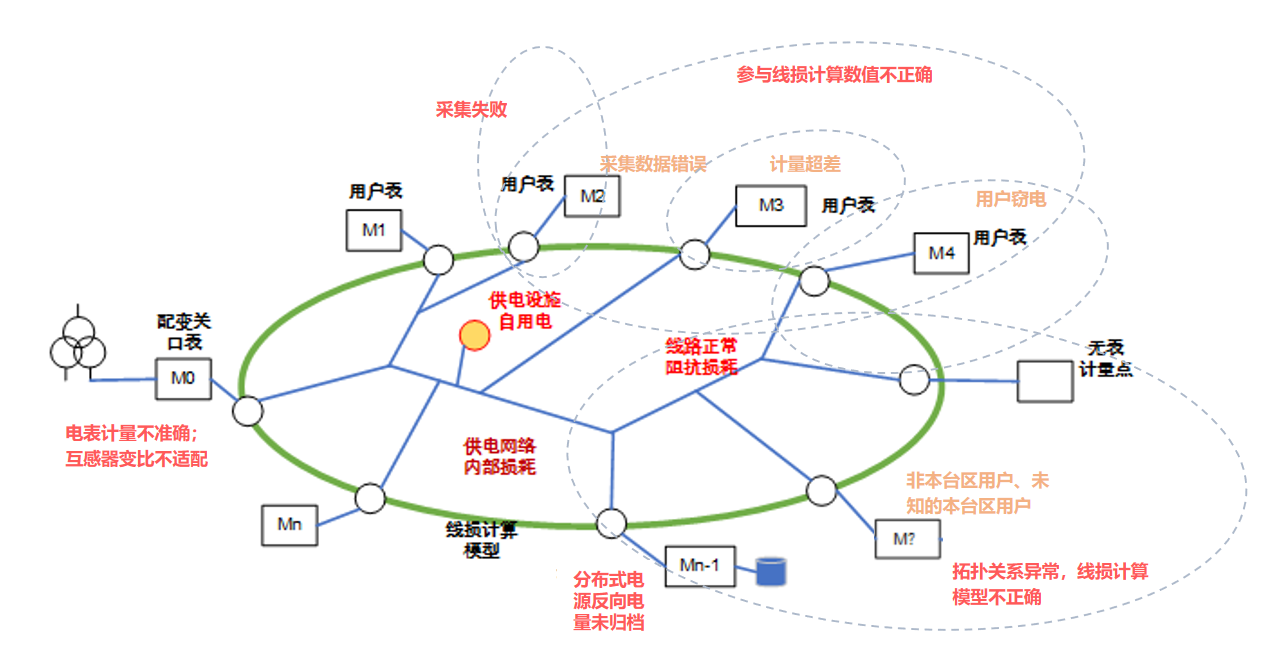 参与线损计算数值不正确
采集失败
采集数据错误
计量超差
用户表
用户表
M2
用户表
M3
用户窃电
M1
用户表
M4
供电设施
自用电
配变关
口表
M0
线路正常
阻抗损耗
无表
计量点
电表计量不准确；
互感器变比不适配
供电网络
内部损耗
非本台区用户、未
知的本台区用户
Mn
线损计算
模型
M?
Mn-1
分布式电
源反向电
量未归档
拓扑关系异常，线损计算
模型不正确